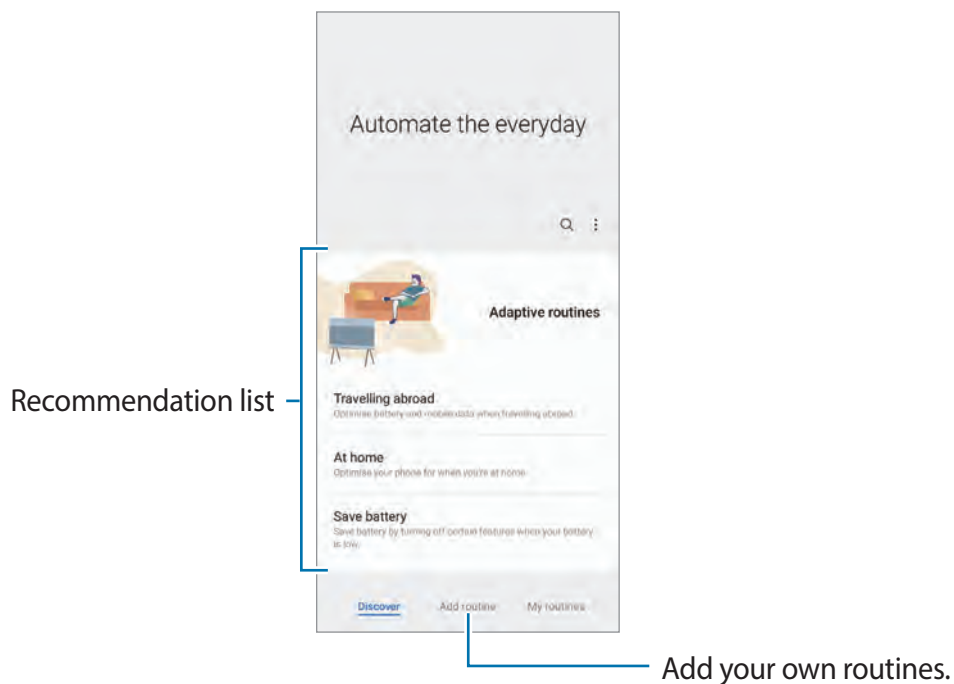 Automate the everyday
Adaptive routines
Recommendation list
Travelling abroad
Optimise battery and mobile data when travelling abroad.
At home
Optimise your phone for when you're at home.
Save battery
Save battery by turning off certain features when your battery
is low.
Discover Add routine My routines
Add your own routines.